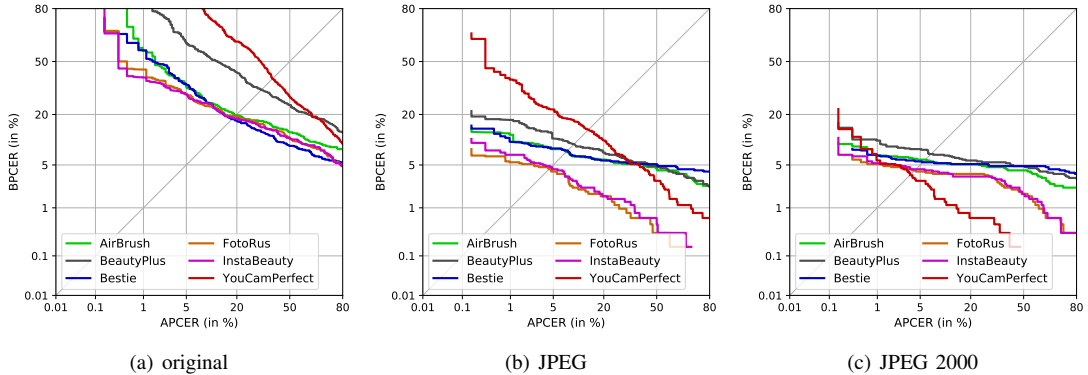 80
50
20
5
1
0.1
0.01
BPCER (in %)
AirBrush
BeautyPlus
Bestie
FotoRus
InstaBeauty
YouCamPerfect
0.01 0.1 1 5 20 50 80
APCER (in %)
(a) original
80
50
20
5
1
0.1
0.01
BPCER (in %)
AirBrush
BeautyPlus
Bestie
FotoRus
InstaBeauty
YouCamPerfect
0.01 0.1 1 5 20 50 80
APCER (in %)
(b) JPEG
80
50
20
5
1
0.1
0.01
BPCER (in %)
AirBrush
BeautyPlus
Bestie
FotoRus
InstaBeauty
YouCamPerfect
0.01 0.1 1 5 20 50 80
APCER (in %)
(c) JPEG 2000